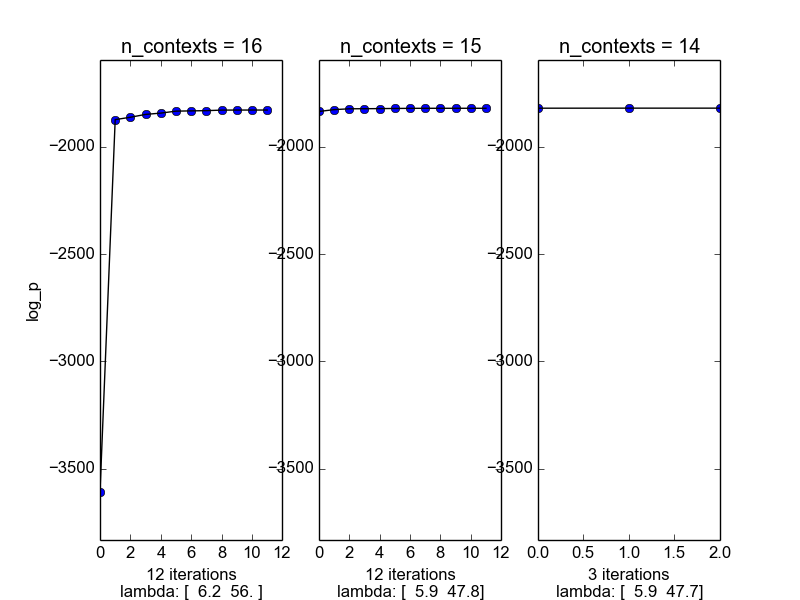 n_contexts = 16 n_contexts = 15 n_contexts = 14
−2000 −2000 −2000
−2500 −2500 −2500
log_p
−3000 −3000 −3000
−3500 −3500 −3500
0 2 4 6 8 10 12 0 2 4 6 8 10 12 0.0 0.5 1.0 1.5 2.0
12 iterations 12 iterations 3 iterations
lambda: [ 6.2 56. ] lambda: [ 5.9 47.8] lambda: [ 5.9 47.7]